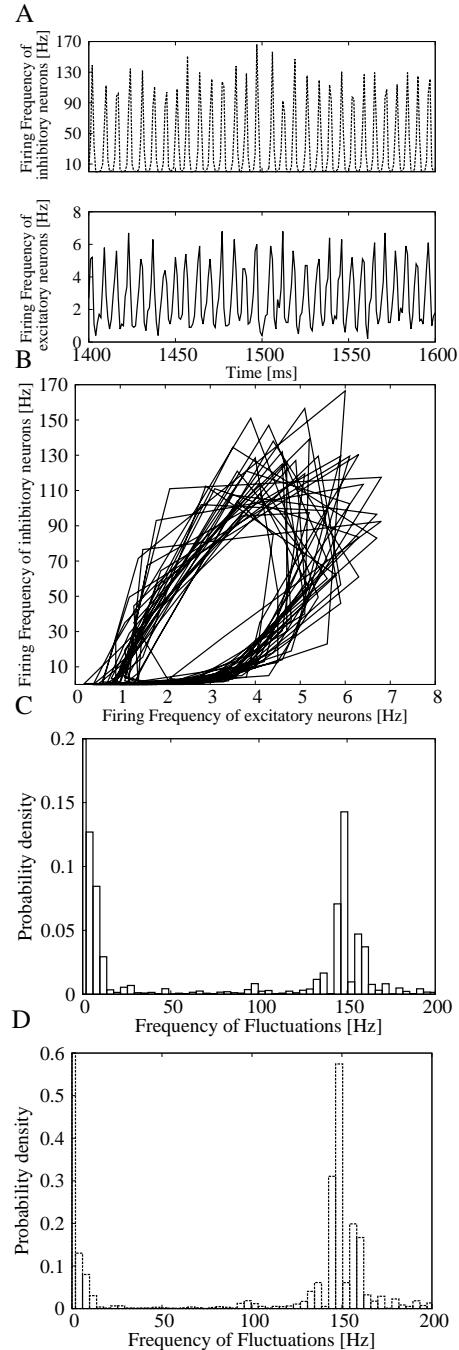 A
Firing Frequency of
inhibitory neurons [Hz]
170
130
90
50
10
Firing Frequency of
excitatory neurons [Hz]
8
6
4
2
0
1400 1450 1500 1550 1600
Time [ms]
B
Firing Frequency of inhibitory neurons [Hz]
170
150
130
110
90
70
50
30
10
0 1 2 3 4 5 6 7 8
Firing Frequency of excitatory neurons [Hz]
C
Probability density
0.2
0.15
0.1
0.05
0
0 50 100 150 200
Frequency of Fluctuations [Hz]
D
Probability density
0.6
0.5
0.4
0.3
0.2
0.1
0
0 50 100 150 200
Frequency of Fluctuations [Hz]